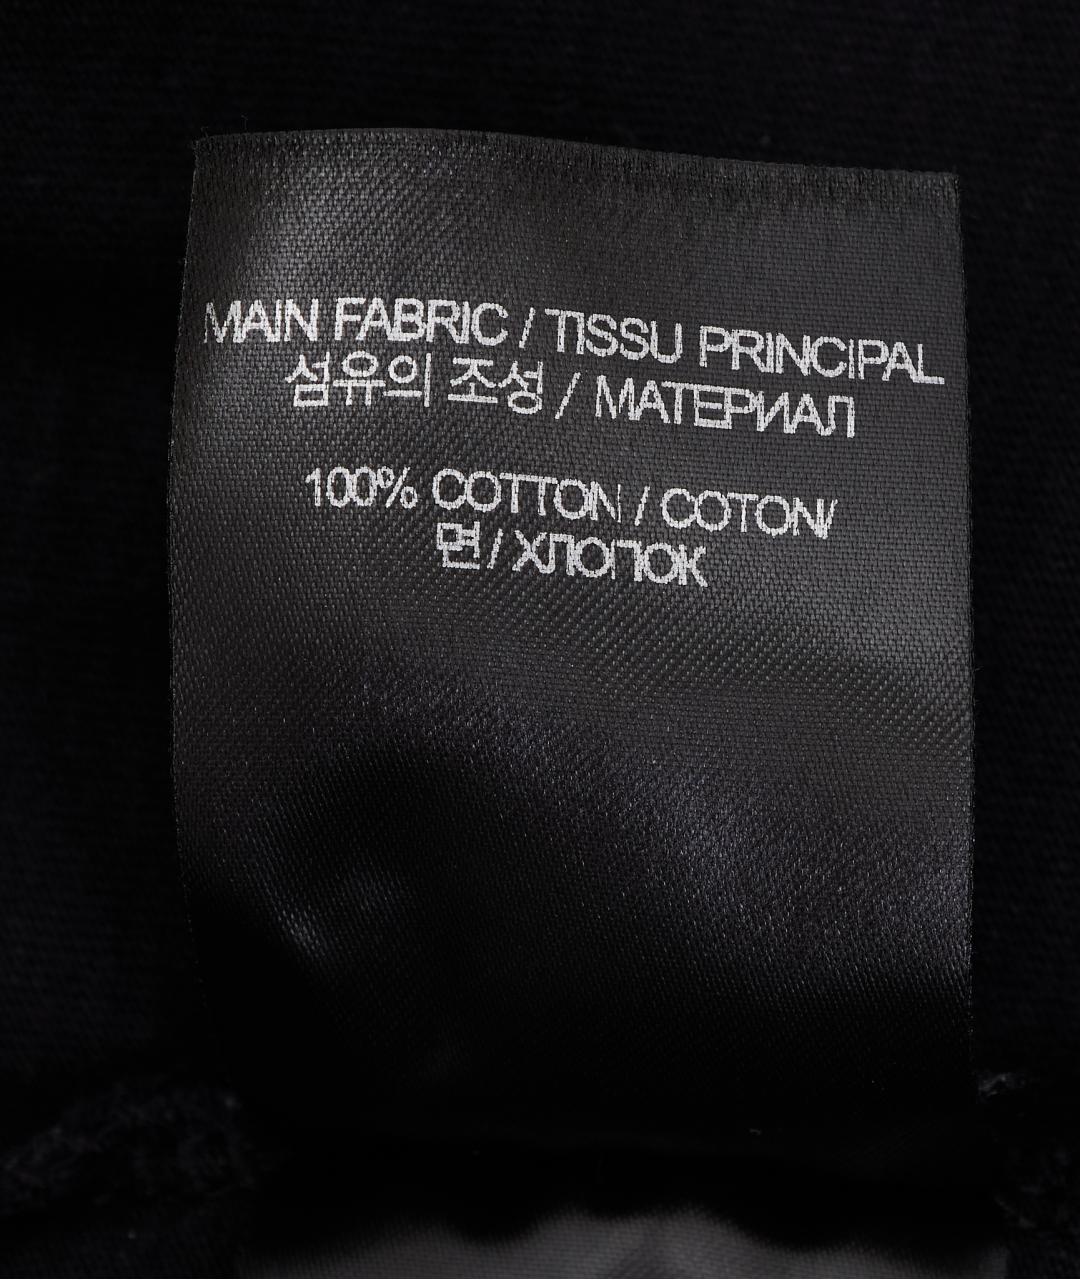 MAIN FABRIC / TISSU PRINCIPAL
섬유의 조성 / МАТЕРИАЛ
100% COTTON / COTON/
면 / ХЛОПОК